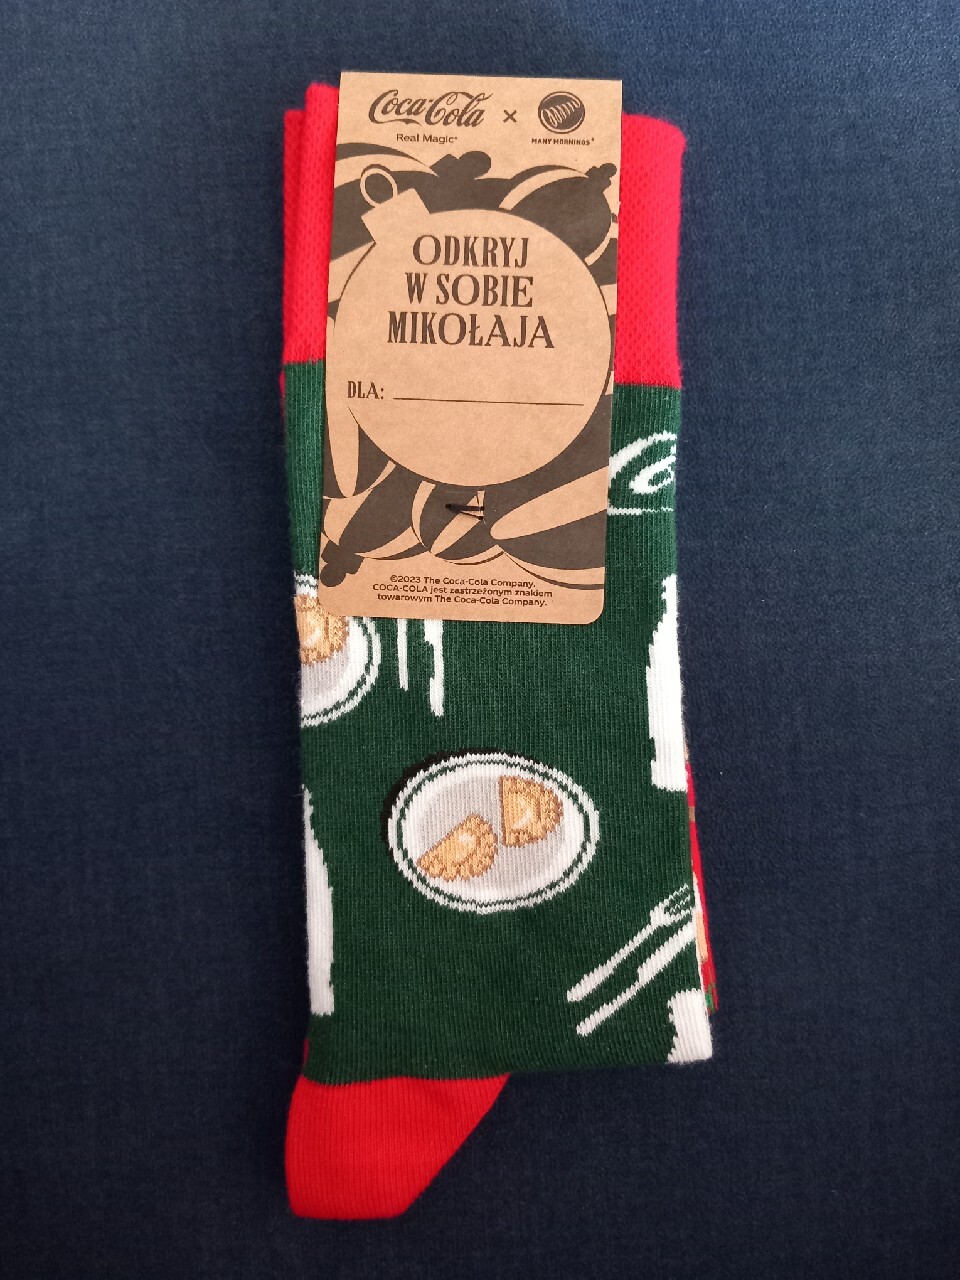 Coca-Cola × 
Real Magic®
MANY MORNINGS®
ODKRYJ
W SOBIE
MIKOŁAJA
DLA:
©2023 The Coca-Cola Company.
COCA-COLA jest zastrzeżonym znakiem
towarowym The Coca-Cola Company.